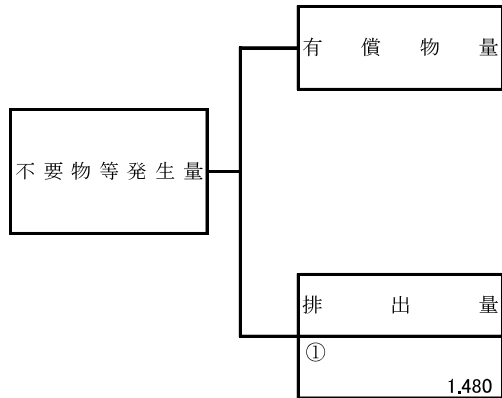 有償物量
不要物等発生量
排出量
①
1.480